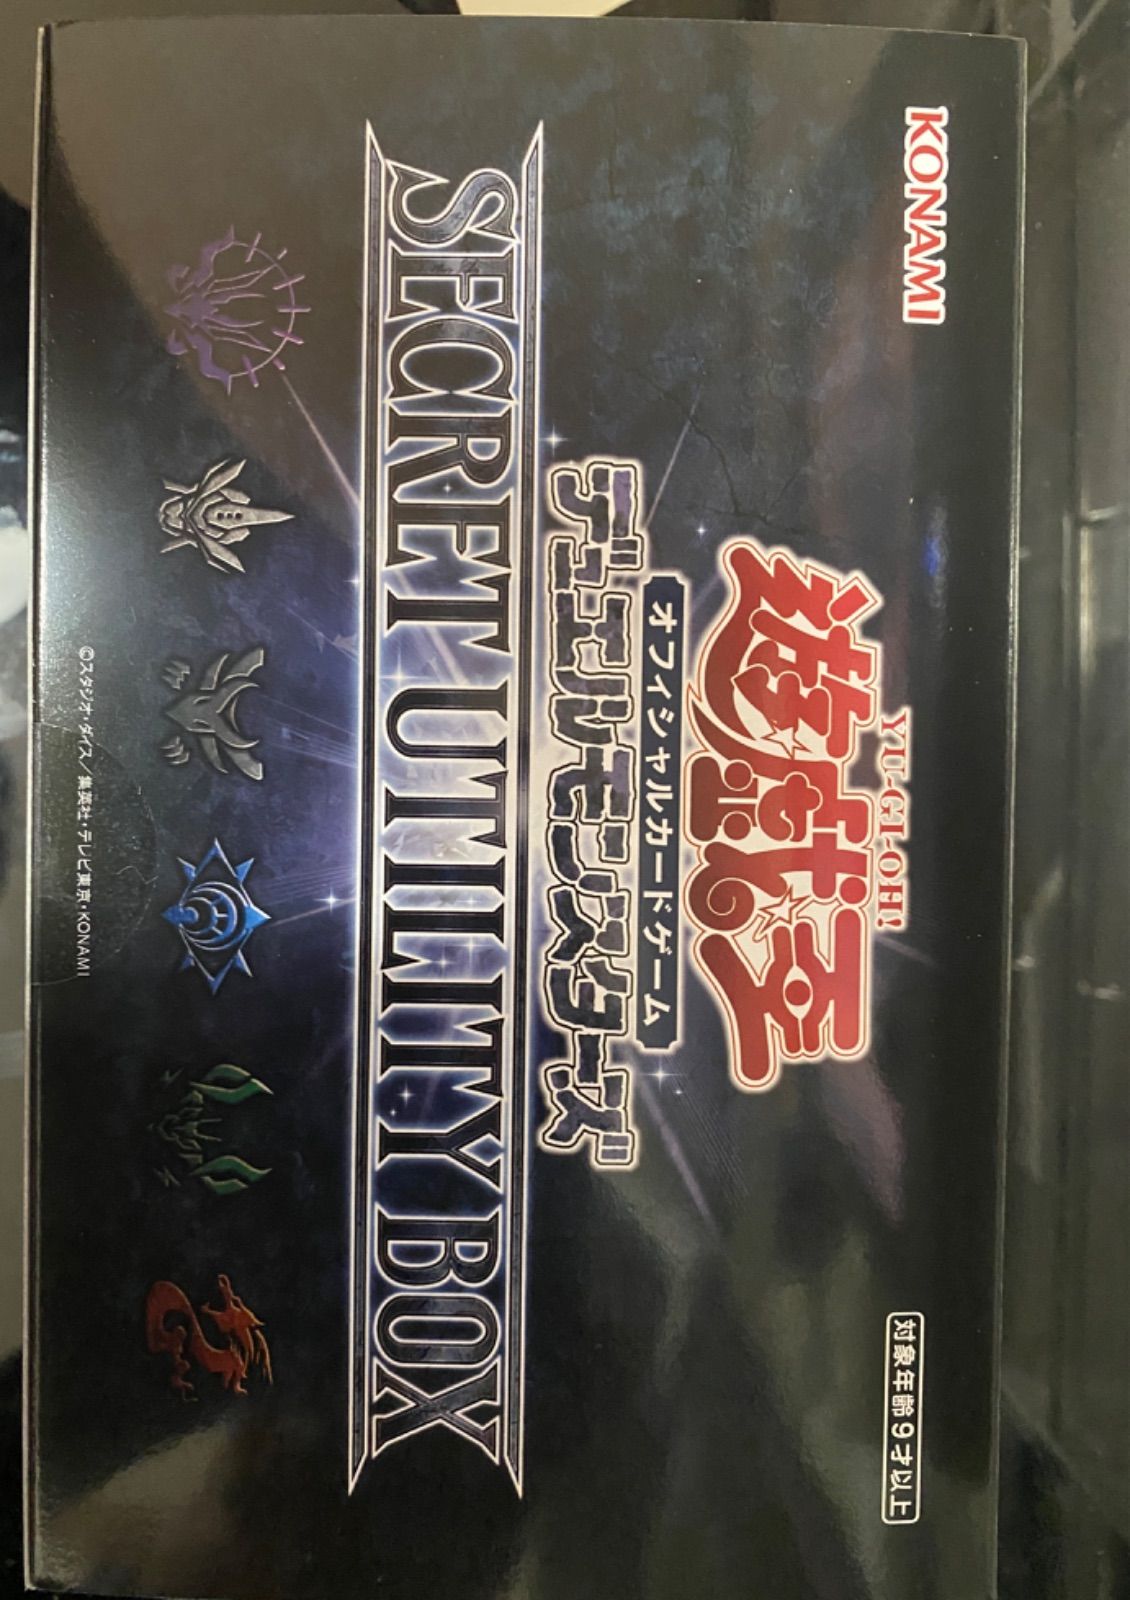 KONAMI
対象年齢9才以上
YU-GI-OH!
遊戯王
オフィシャルカードゲーム
デュエルモンスターズ
SECRET UTILITY BOX
©スタジオ・ダイス/集英社・テレビ東京・KONAMI